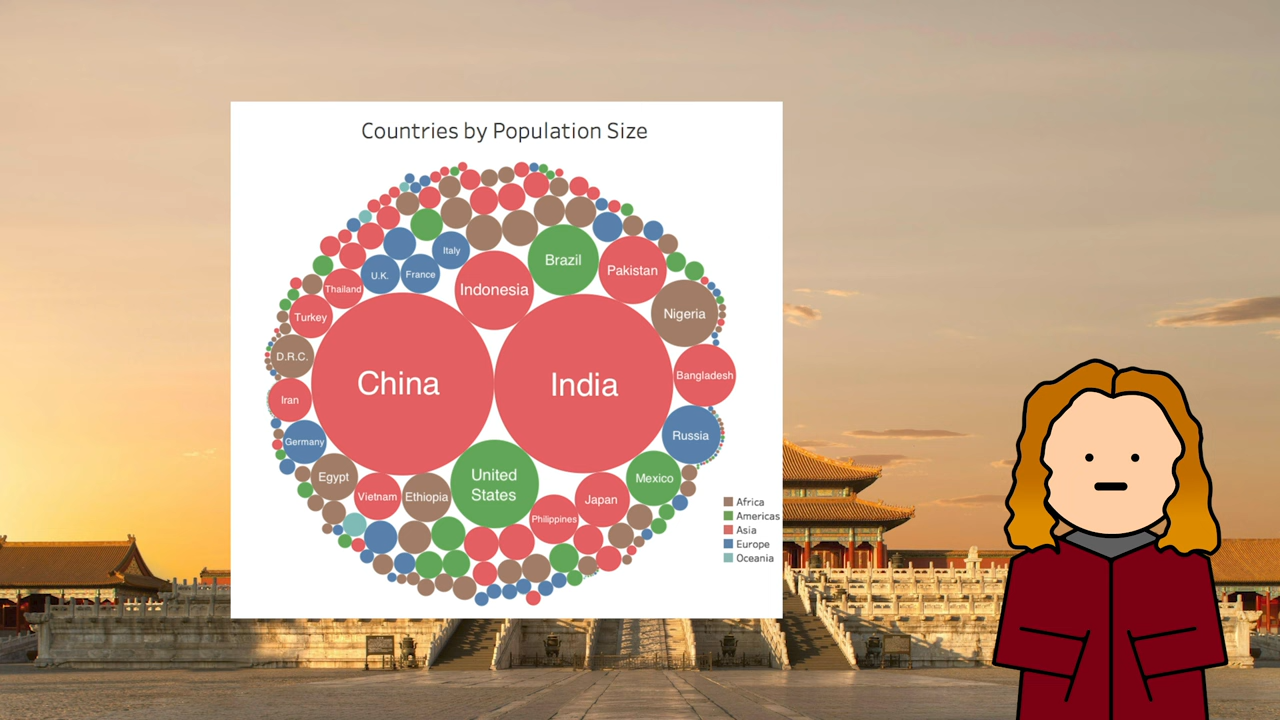 Countries by Population Size
Italy
Brazil
Pakistan
U.K.
France
Thailand
Indonesia
Turkey
Nigeria
D.R.C.
China
India
Bangladesh
Iran
Germany
Russia
Egypt
United
States
Mexico
Vietnam
Ethiopia
Japan
Philippines
Africa
Americas
Asia
Europe
Oceania